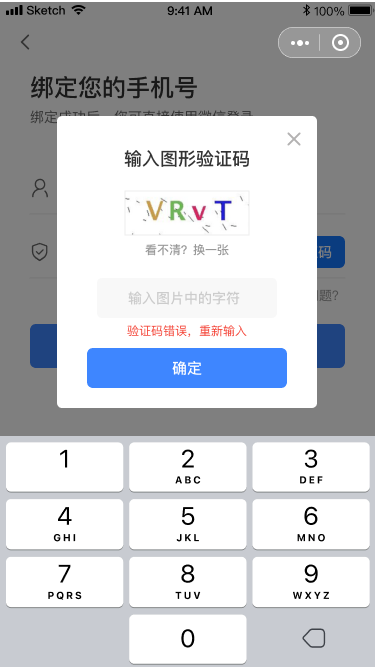 Sketch 9:41 AM 100%
绑定您的手机号
绑定成功后，您可直接使用微信登录
输入图形验证码
VRvT
看不清？换一张
码
输入图片中的字符
题？
验证码错误，重新输入
确定
1 2 3
ABC DEF
4 5 6
GHI JKL MNO
7 8 9
PQRS TUV WXYZ
0